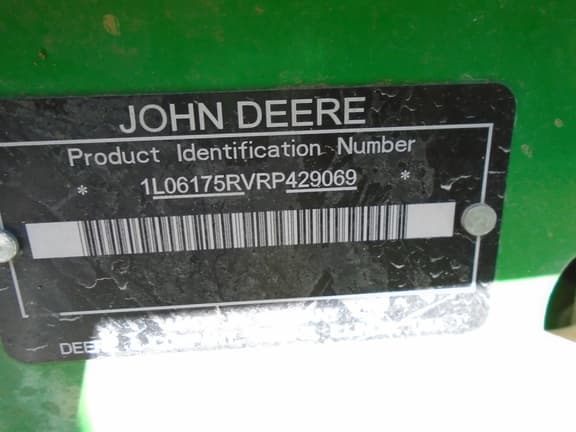 JOHN DEERE
Product Identification Number
* 1L06175RVRP429069 *